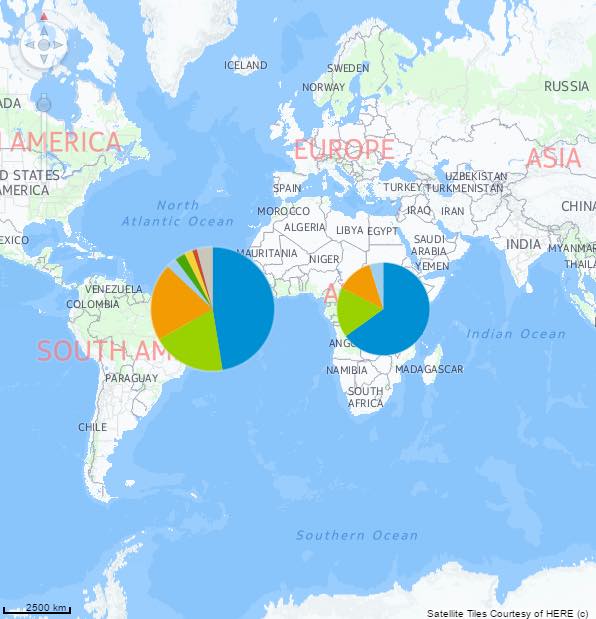 ICELAND
SWEDEN
NORWAY
RUSSIA
ADA
AMERICA
EUROPE
ASIA
D STATES
AMERICA
UZBEKISTAN
SPAIN
TURKEY
TURKMENISTAN
CHINA
North
Atlantic Ocean
MOROCCO
IRAQ
IRAN
ALGERIA
LIBYA
EGYPT
EXICO
SAUDI
ARABIA
INDIA
MYANMAR
MAURITANIA
NIGER
YEMEN
THAILA
VENEZUELA
A
COLOMBIA
Indian Ocean
ANGO
SOUTH AM
NAMIBIA
MADAGASCAR
PARAGUAY
SOUTH
AFRICA
CHILE
Southern Ocean
2500 km
Satellite Tiles Courtesy of HERE (c)